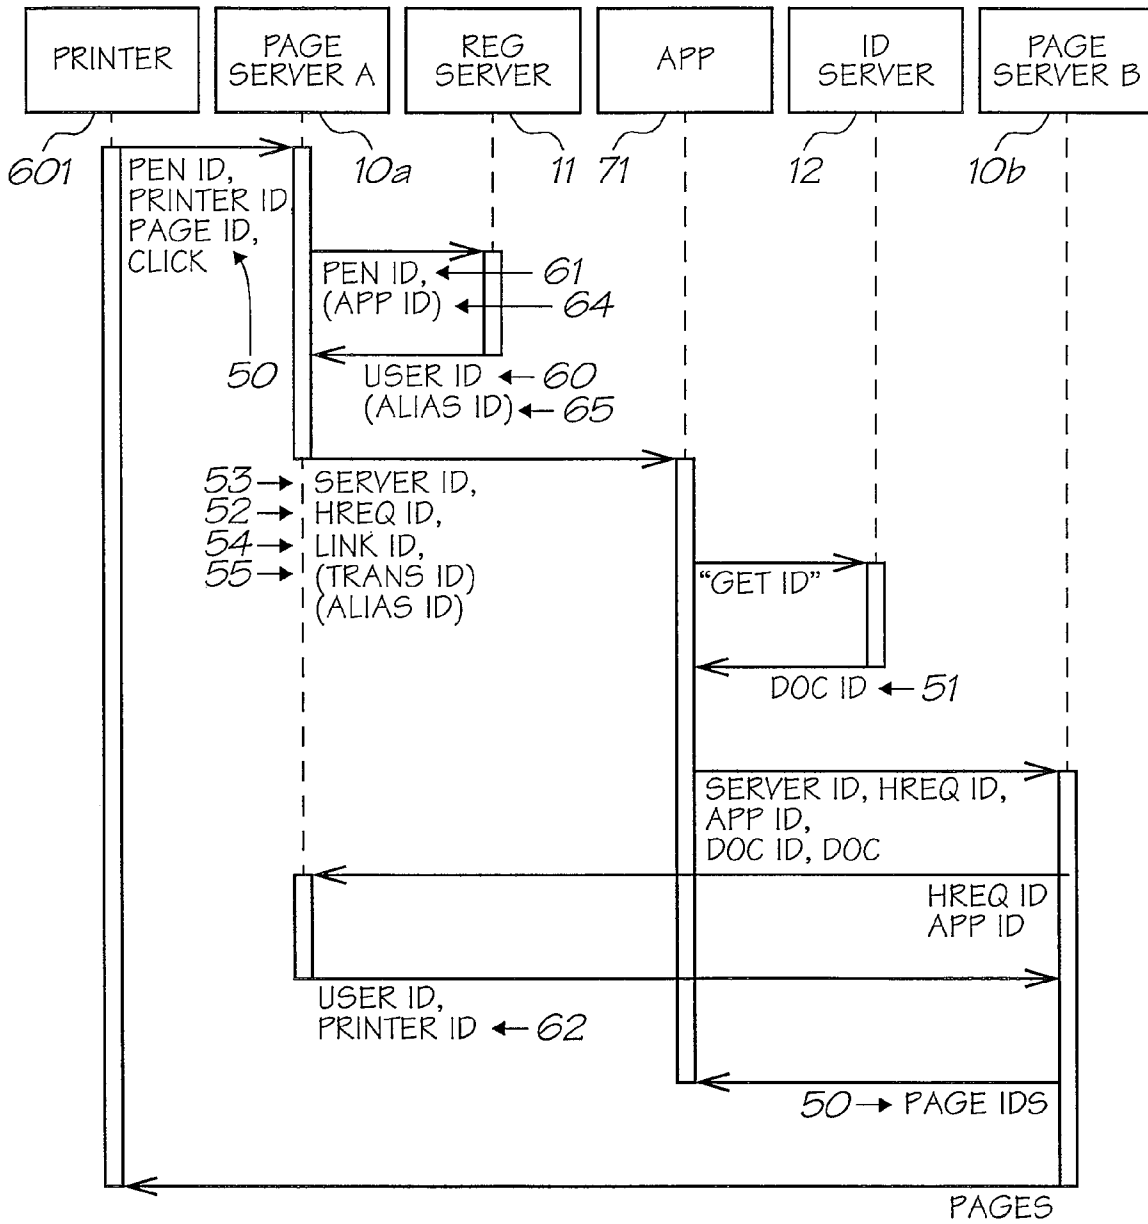 PRINTER
PAGE
SERVER A
REG
SERVER
APP
ID
SERVER
PAGE
SERVER B
601
10a
11
71
12
10b
PEN ID,
PRINTER ID
PAGE ID,
CLICK
PEN ID,
61
(APP ID)
64
50
USER ID
60
(ALIAS ID)
65
53
SERVER ID,
52
HREQ ID,
54
LINK ID,
55
(TRANS ID)
(ALIAS ID)
“GET ID”
DOC ID
51
SERVER ID, HREQ ID,
APP ID,
DOC ID, DOC
HREQ ID
APP ID
USER ID,
PRINTER ID
62
50
PAGE IDS
PAGES